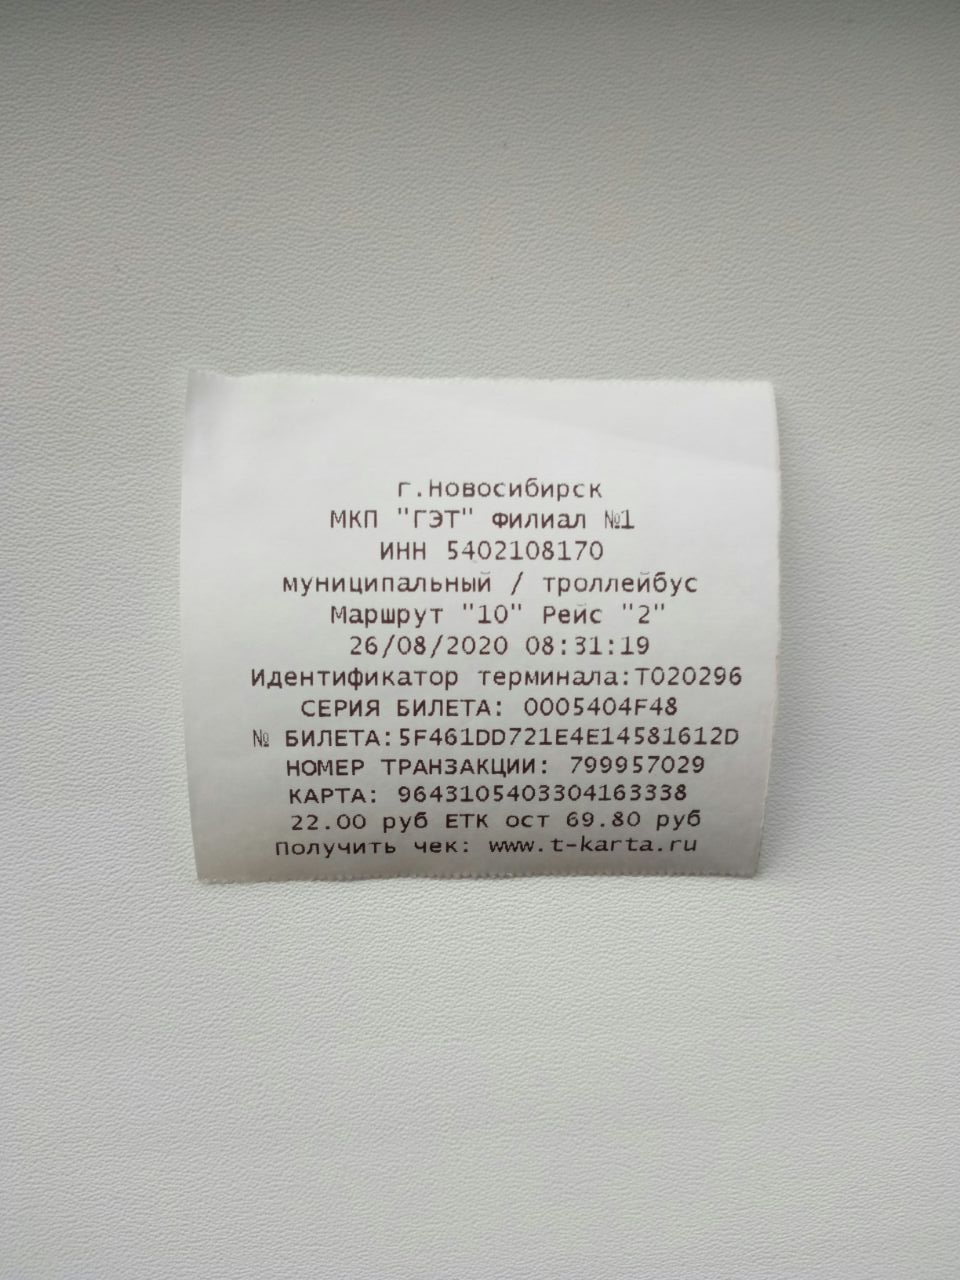 г.Новосибирск
МКП "ГЭТ" Филиал №1
ИНН 5402108170
муниципальный / троллейбус
Маршрут "10" Рейс "2"
26/08/2020 08:31:19
Идентификатор терминала:T020296
СЕРИЯ БИЛЕТА: 0005404F48
№ БИЛЕТА:5F461DD721E4E14581612D
НОМЕР ТРАНЗАКЦИИ: 799957029
КАРТА: 9643105403304163338
22.00 руб ЕТК ост 69.80 руб
Получить чек: www.t-karta.ru